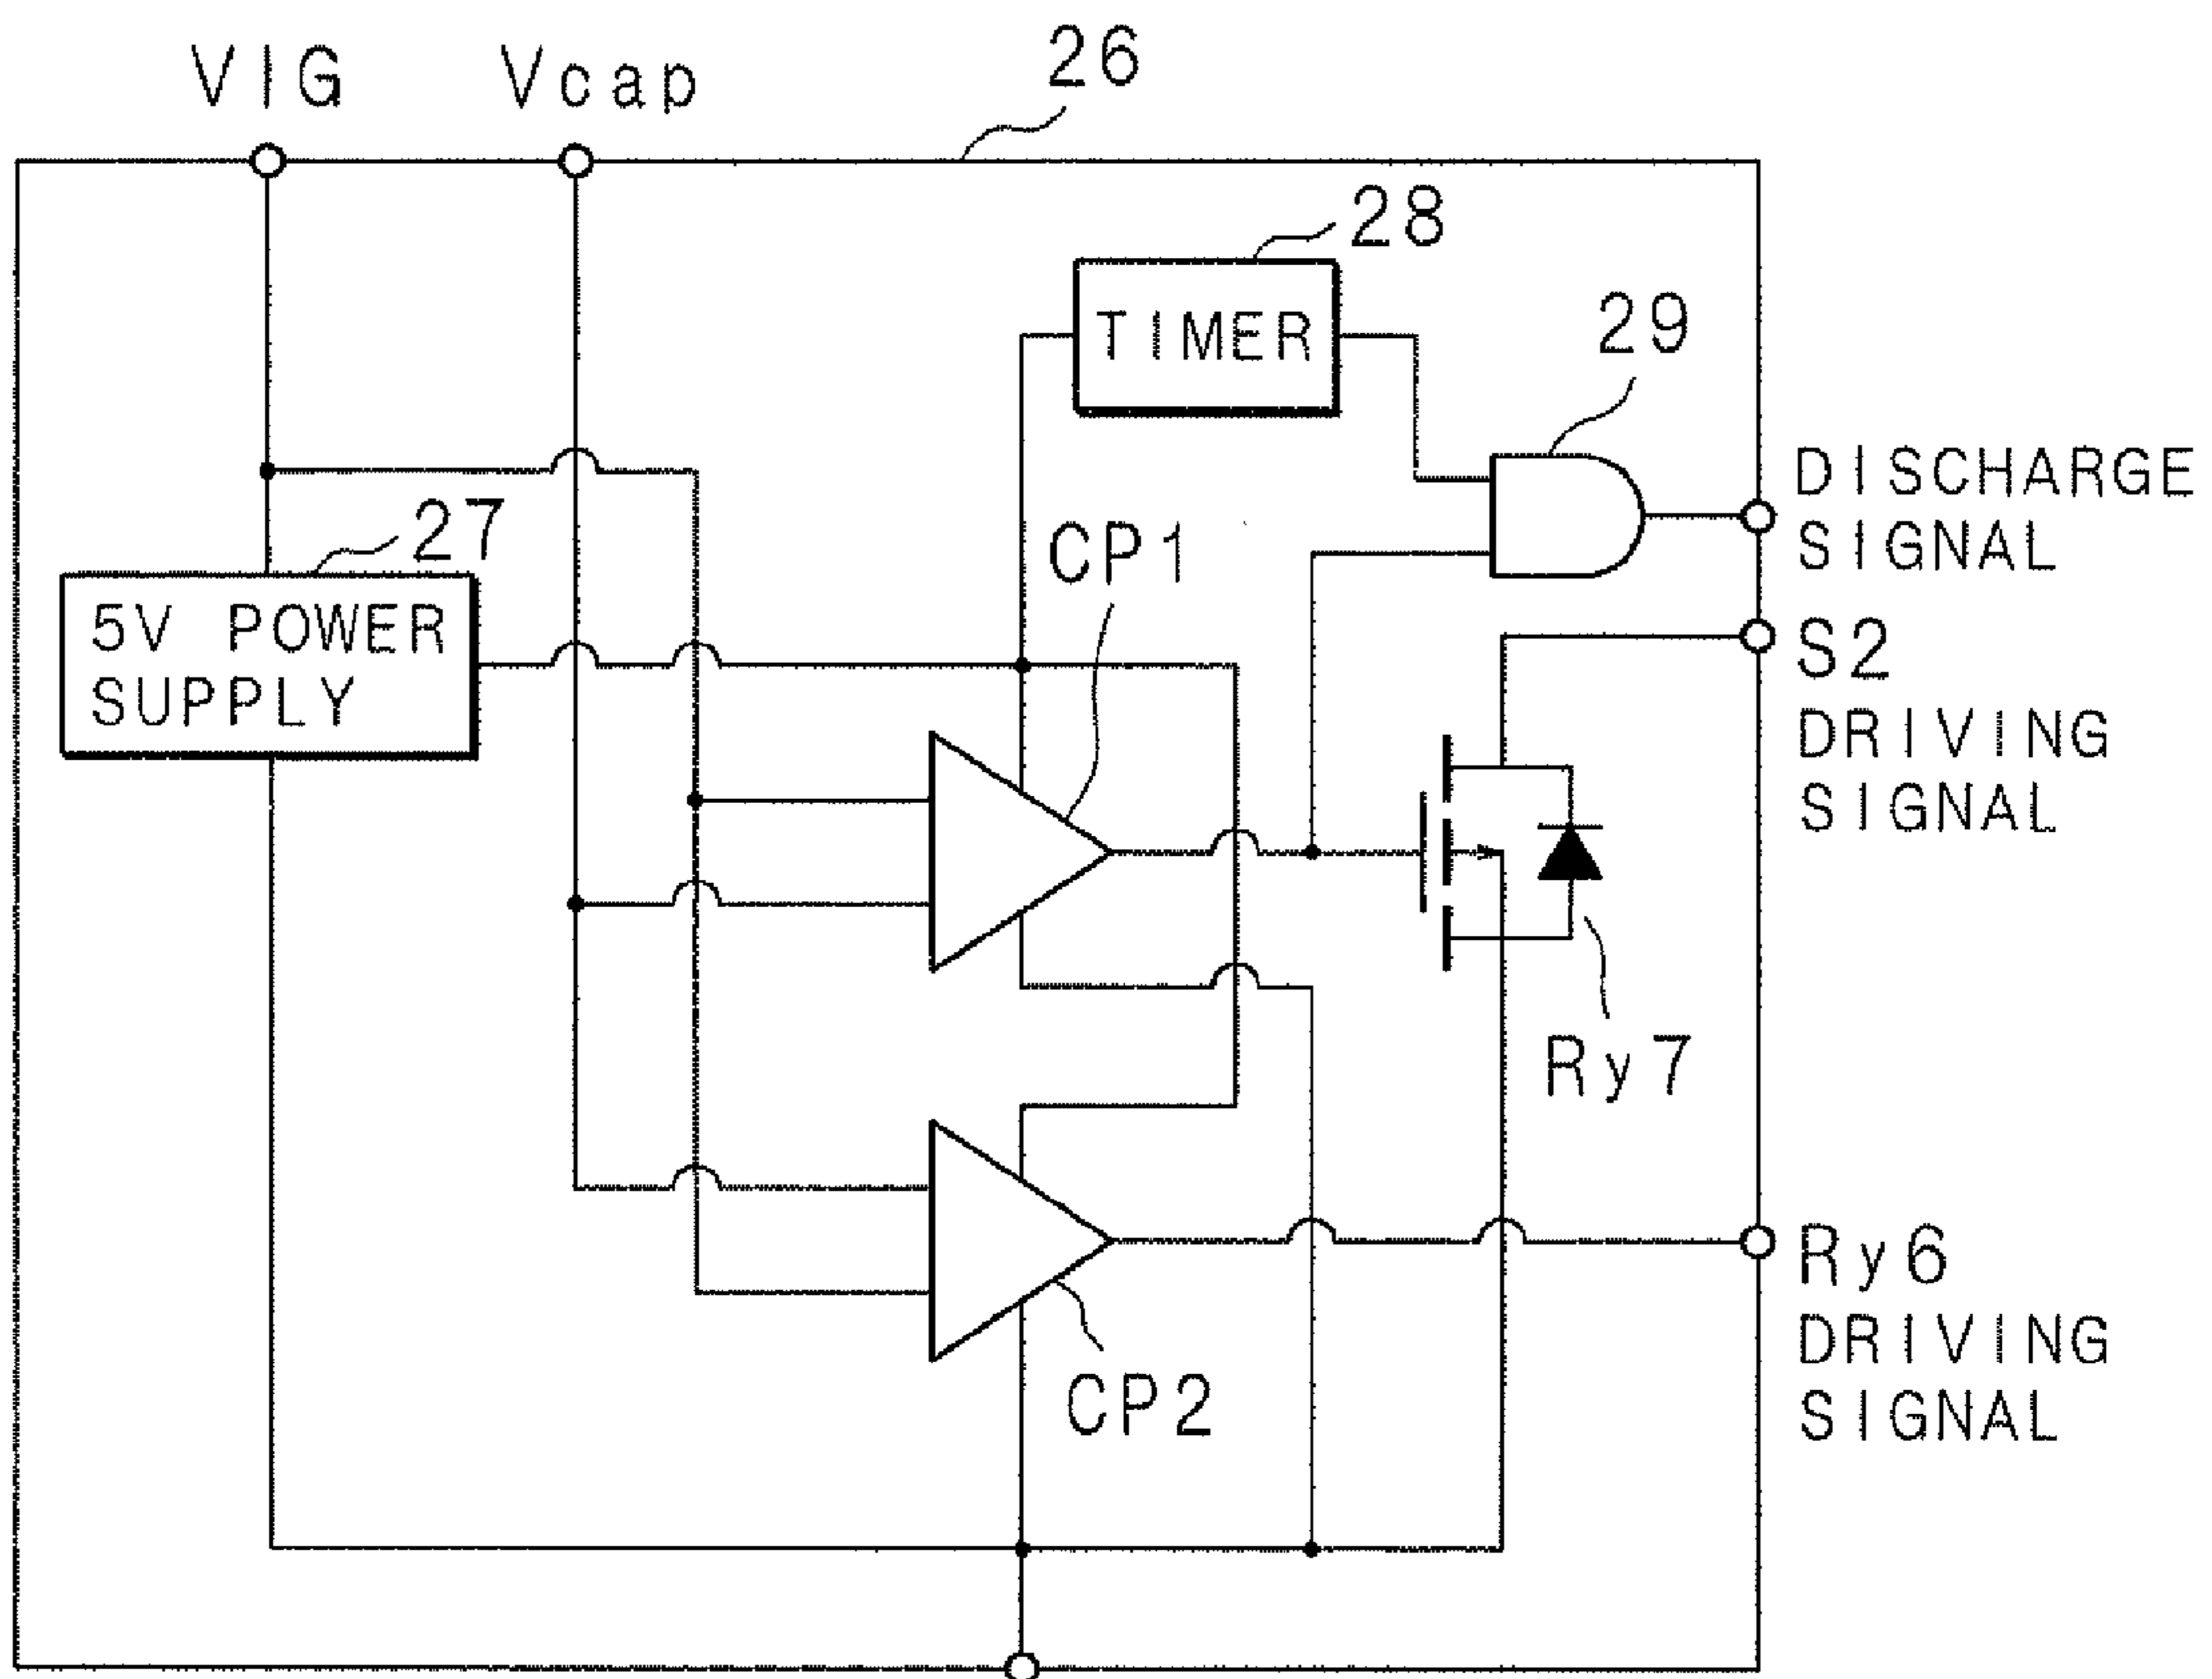 VIG
Vcap
26
28
TIMER
29
27
5V POWER
SUPPLY
CP1
DISCHARGE
SIGNAL
S2
DRIVING
SIGNAL
Ry7
CP2
Ry6
DRIVING
SIGNAL